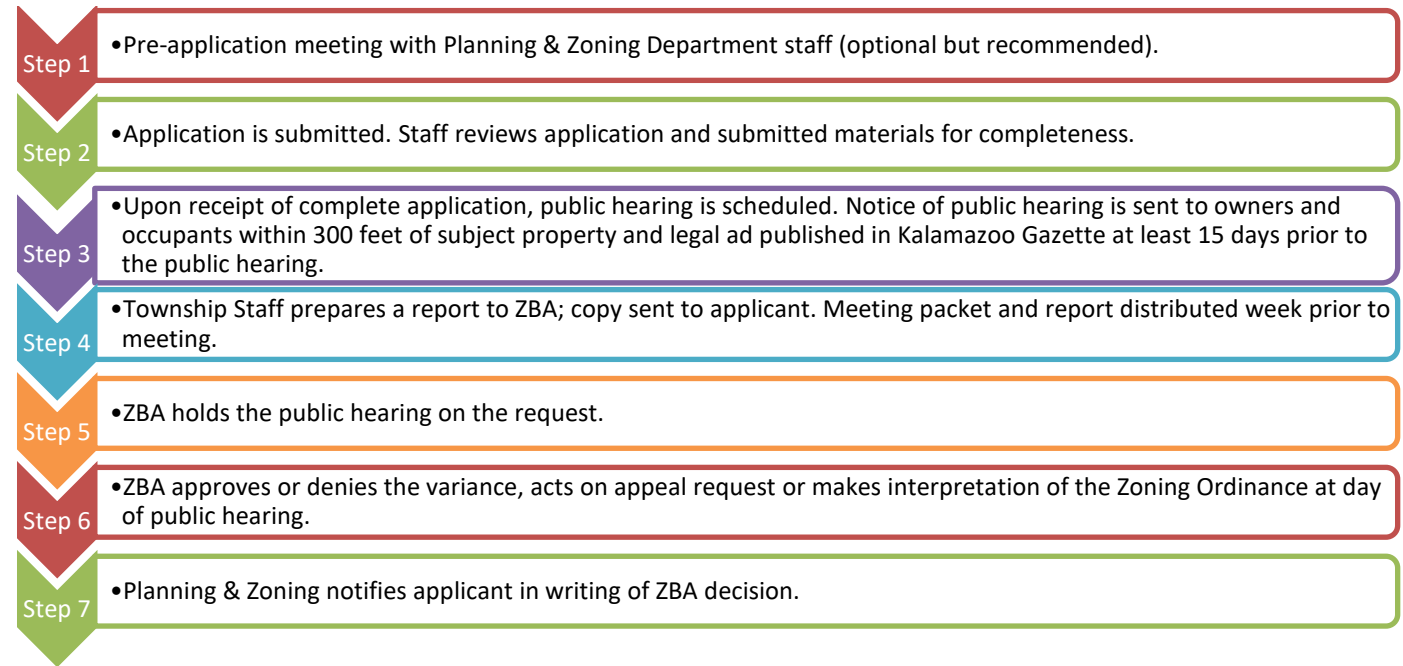 Step 1
•Pre-application meeting with Planning & Zoning Department staff (optional but recommended).
Step 2
•Application is submitted. Staff reviews application and submitted materials for completeness.
Step 3
•Upon receipt of complete application, public hearing is scheduled. Notice of public hearing is sent to owners and
occupants within 300 feet of subject property and legal ad published in Kalamazoo Gazette at least 15 days prior to
the public hearing.
Step 4
•Township Staff prepares a report to ZBA; copy sent to applicant. Meeting packet and report distributed week prior to
meeting.
Step 5
•ZBA holds the public hearing on the request.
Step 6
•ZBA approves or denies the variance, acts on appeal request or makes interpretation of the Zoning Ordinance at day
of public hearing.
Step 7
•Planning & Zoning notifies applicant in writing of ZBA decision.